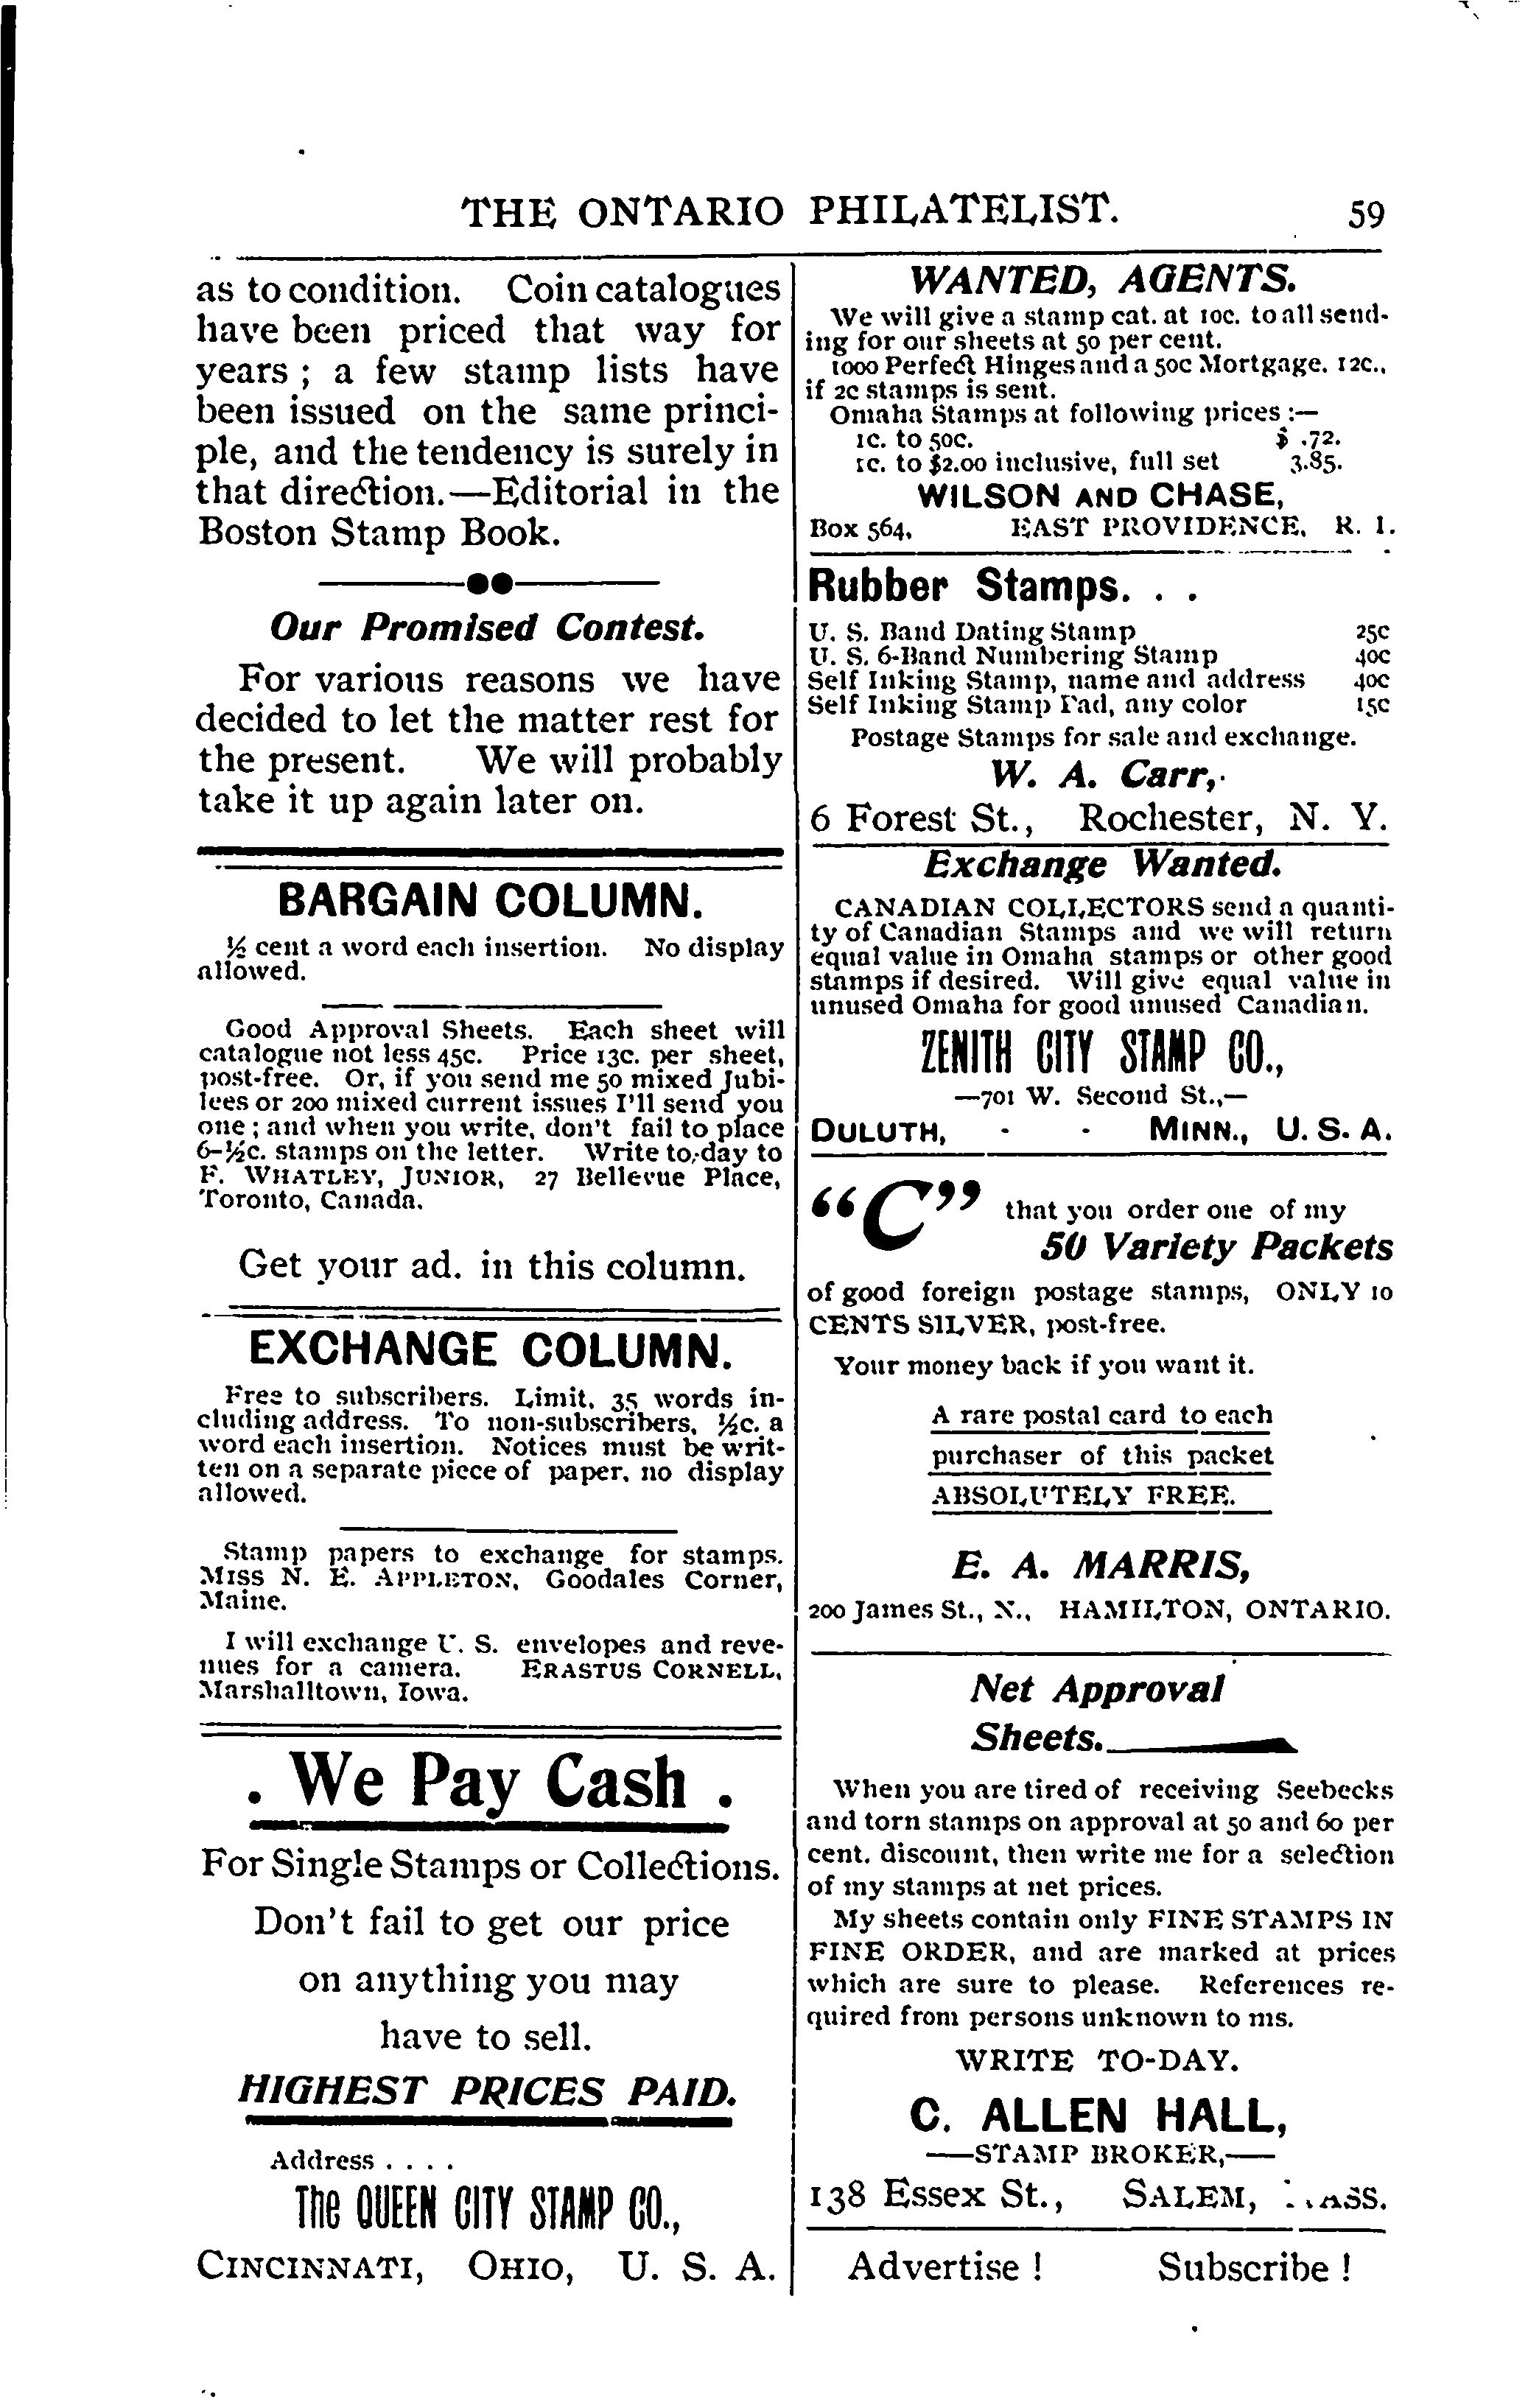 THE ONTARIO PHILATELIST. 59
as to condition. Coin catalogues
have been priced that way for
years ; a few stamp lists have
been issued on the same princi-
ple, and the tendency is surely in
that direction.—Editorial in the
Boston Stamp Book.
Our Promised Contest.
For various reasons we have
decided to let the matter rest for
the present. We will probably
take it up again later on.
BARGAIN COLUMN.
½ cent a word each insertion. No display
allowed.
Good Approval Sheets. Each sheet will
catalogue not less 45c. Price 13c. per sheet,
post-free. Or, if you send me 50 mixed Jubi-
lees or 200 mixed current issues I'll send you
one ; and when you write, don't fail to place
6-½c. stamps on the letter. Write to-day to
F. WHATLEY, JUNIOR, 27 Bellevue Place,
Toronto, Canada.
Get your ad. in this column.
EXCHANGE COLUMN.
Free to subscribers. Limit, 35 words in-
cluding address. To non-subscribers, ½c. a
word each insertion. Notices must be writ-
ten on a separate piece of paper, no display
allowed.
Stamp papers to exchange for stamps.
MISS N. E. APPLETON, Goodales Corner,
Maine.
I will exchange U. S. envelopes and reve-
nues for a camera. ERASTUS CORNELL,
Marshalltown, Iowa.
. We Pay Cash .
For Single Stamps or Collections.
Don't fail to get our price
on anything you may
have to sell.
HIGHEST PRICES PAID.
Address . . . .
The QUEEN CITY STAMP CO.,
CINCINNATI, OHIO, U. S. A.
WANTED, AGENTS.
We will give a stamp cat. at 10c. to all send-
ing for our sheets at 50 per cent.
1000 Perfect Hinges and a 50c Mortgage. 12c.,
if 2c stamps is sent.
Omaha Stamps at following prices :—
1c. to 50c. $ .72.
1c. to $2.00 inclusive, full set 3.85.
WILSON AND CHASE,
Box 564, EAST PROVIDENCE, R. I.
Rubber Stamps. . .
U. S. Band Dating Stamp 25c
U. S. 6-Band Numbering Stamp 40c
Self Inking Stamp, name and address 40c
Self Inking Stamp Pad, any color 15c
Postage Stamps for sale and exchange.
W. A. Carr,
6 Forest St., Rochester, N. Y.
Exchange Wanted.
CANADIAN COLLECTORS send a quanti-
ty of Canadian Stamps and we will return
equal value in Omaha stamps or other good
stamps if desired. Will give equal value in
unused Omaha for good unused Canadian.
ZENITH CITY STAMP CO.,
—701 W. Second St.,—
DULUTH, - - MINN., U. S. A.
"C" that you order one of my
50 Variety Packets
of good foreign postage stamps, ONLY 10
CENTS SILVER, post-free.
Your money back if you want it.
A rare postal card to each
purchaser of this packet
ABSOLUTELY FREE.
E. A. MARRIS,
200 James St., N., HAMILTON, ONTARIO.
Net Approval
Sheets.
When you are tired of receiving Seebecks
and torn stamps on approval at 50 and 60 per
cent. discount, then write me for a selection
of my stamps at net prices.
My sheets contain only FINE STAMPS IN
FINE ORDER, and are marked at prices
which are sure to please. References re-
quired from persons unknown to ms.
WRITE TO-DAY.
C. ALLEN HALL,
—STAMP BROKER,—
138 Essex St., SALEM, MASS.
Advertise ! Subscribe !